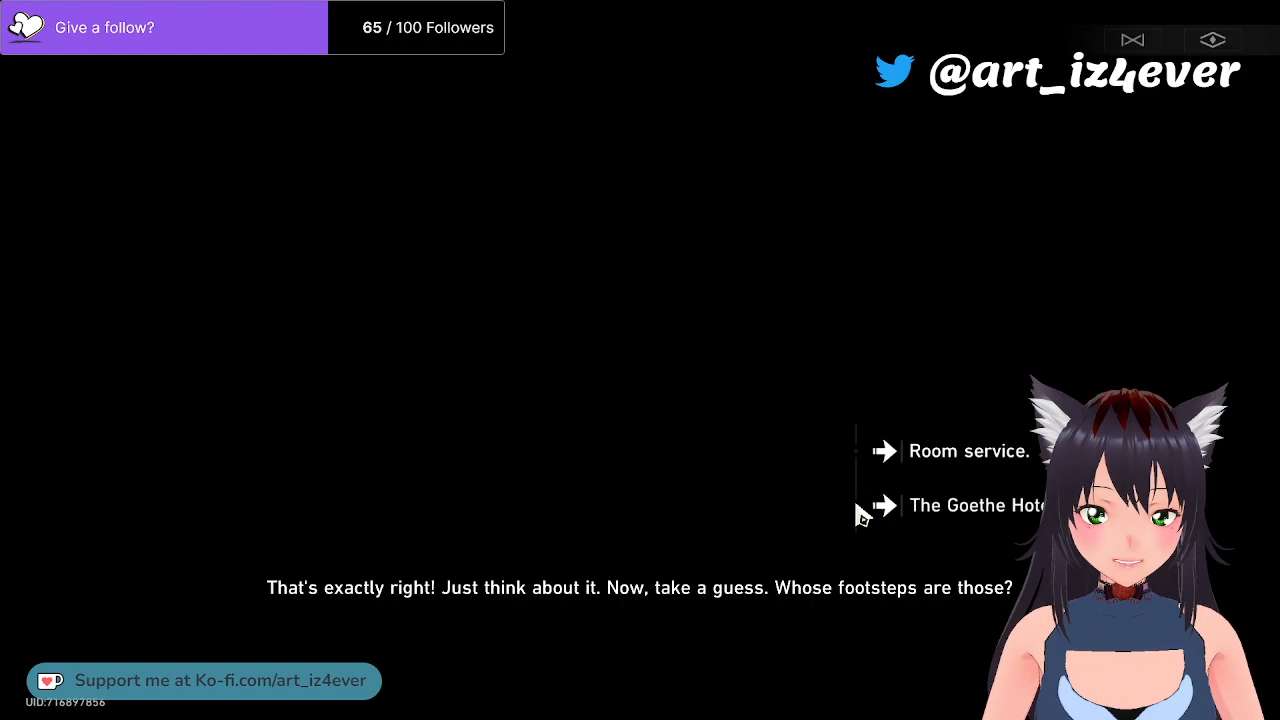 Give a follow?
65 / 100 Followers
@art_iz4ever
Room service.
The Goethe
That's exactly right! Just think about it. Now, take a guess. Whose footsteps are those?
Support me at Ko-fi.com/art_iz4ever
UID:716897856